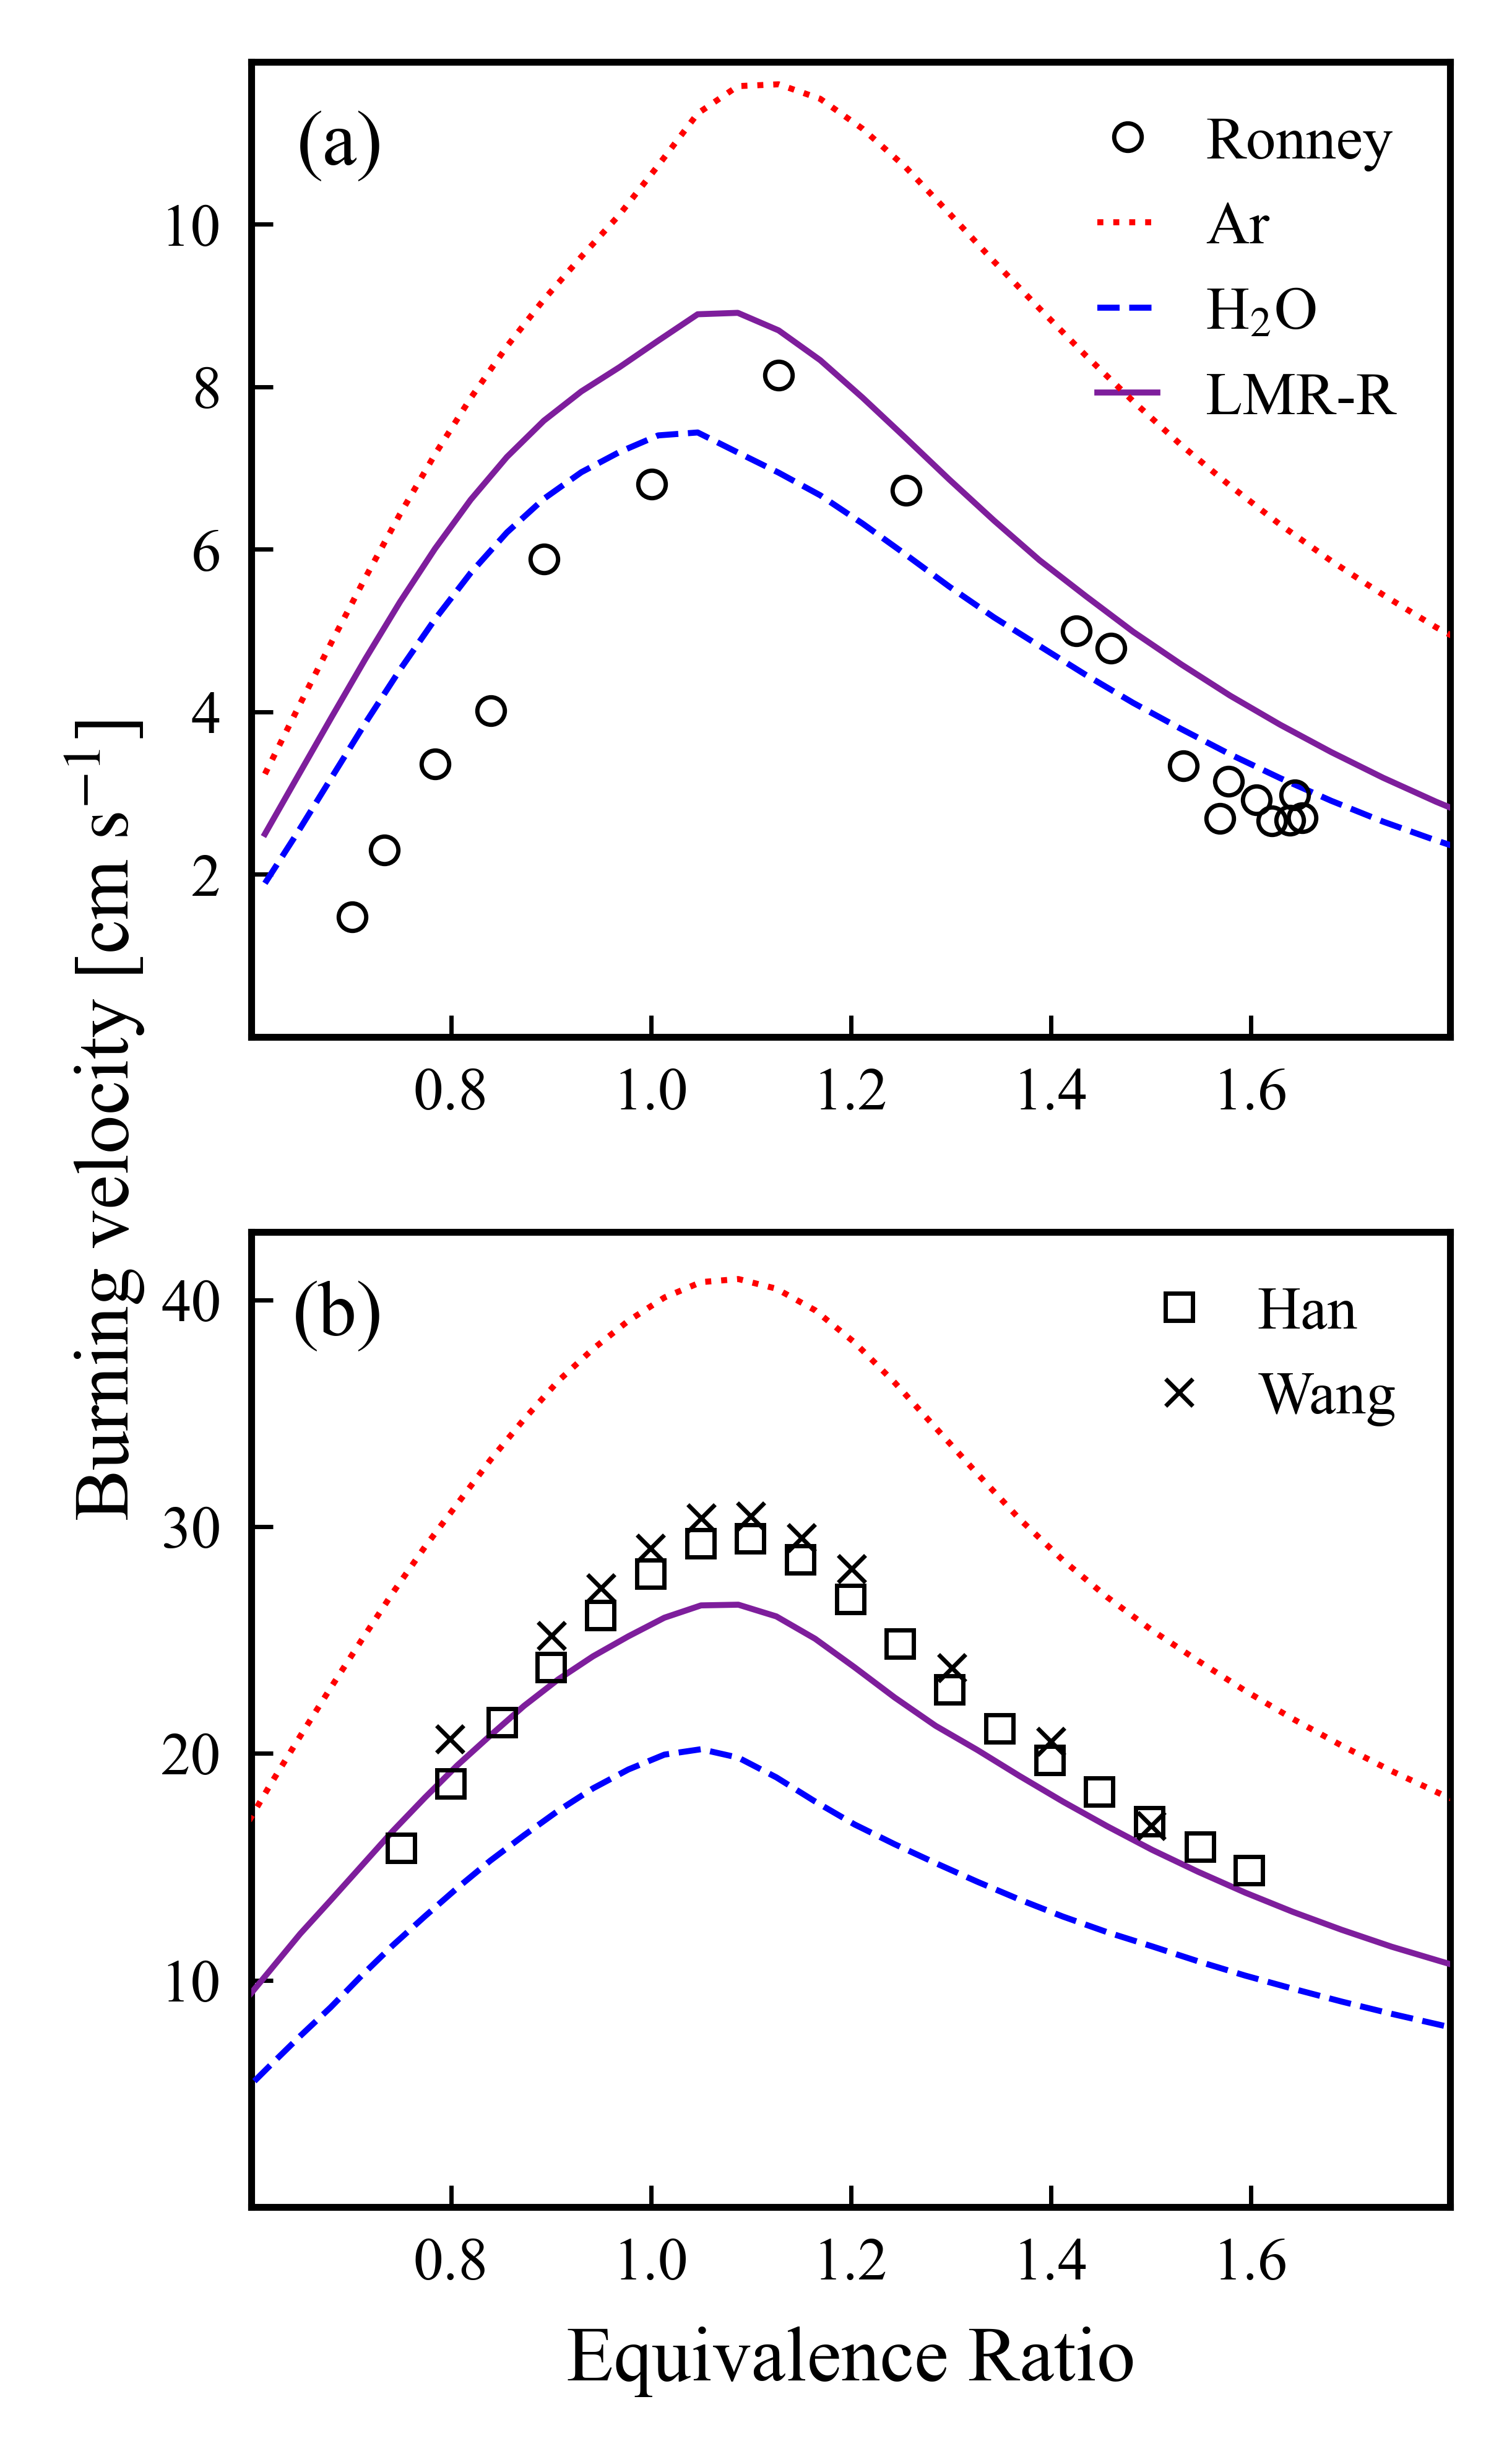 Burning velocity [cm s⁻¹]
(a)
Ronney
Ar
H₂O
LMR-R
10
8
6
4
2
0.8 1.0 1.2 1.4 1.6
(b)
Han
Wang
40
30
20
10
0.8 1.0 1.2 1.4 1.6
Equivalence Ratio